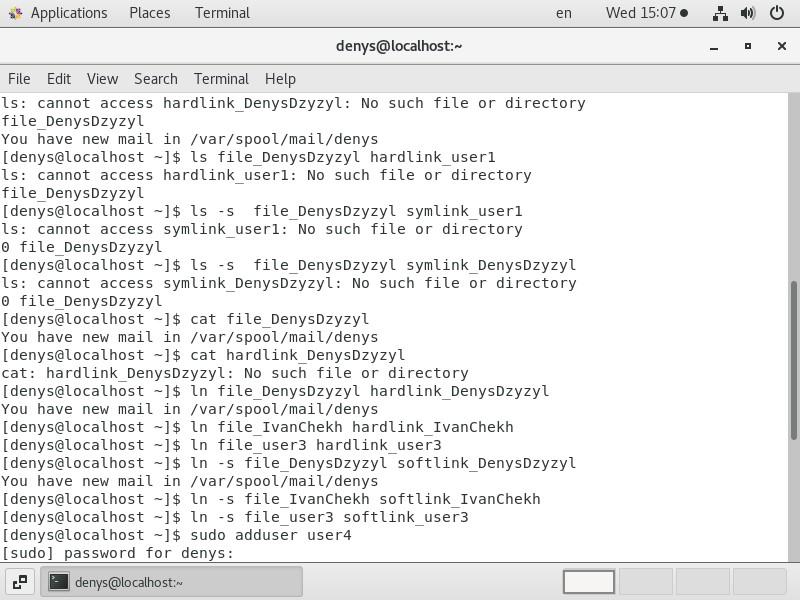 Applications Places Terminal en Wed 15:07
denys@localhost:~
File Edit View Search Terminal Help
ls: cannot access hardlink_DenysDzyzyl: No such file or directory
file_DenysDzyzyl
You have new mail in /var/spool/mail/denys
[denys@localhost ~]$ ls file_DenysDzyzyl hardlink_user1
ls: cannot access hardlink_user1: No such file or directory
file_DenysDzyzyl
[denys@localhost ~]$ ls -s  file_DenysDzyzyl symlink_user1
ls: cannot access symlink_user1: No such file or directory
0 file_DenysDzyzyl
[denys@localhost ~]$ ls -s  file_DenysDzyzyl symlink_DenysDzyzyl
ls: cannot access symlink_DenysDzyzyl: No such file or directory
0 file_DenysDzyzyl
[denys@localhost ~]$ cat file_DenysDzyzyl
You have new mail in /var/spool/mail/denys
[denys@localhost ~]$ cat hardlink_DenysDzyzyl
cat: hardlink_DenysDzyzyl: No such file or directory
[denys@localhost ~]$ ln file_DenysDzyzyl hardlink_DenysDzyzyl
You have new mail in /var/spool/mail/denys
[denys@localhost ~]$ ln file_IvanChekh hardlink_IvanChekh
[denys@localhost ~]$ ln file_user3 hardlink_user3
[denys@localhost ~]$ ln -s file_DenysDzyzyl softlink_DenysDzyzyl
You have new mail in /var/spool/mail/denys
[denys@localhost ~]$ ln -s file_IvanChekh softlink_IvanChekh
[denys@localhost ~]$ ln -s file_user3 softlink_user3
[denys@localhost ~]$ sudo adduser user4
[sudo] password for denys:
denys@localhost:~